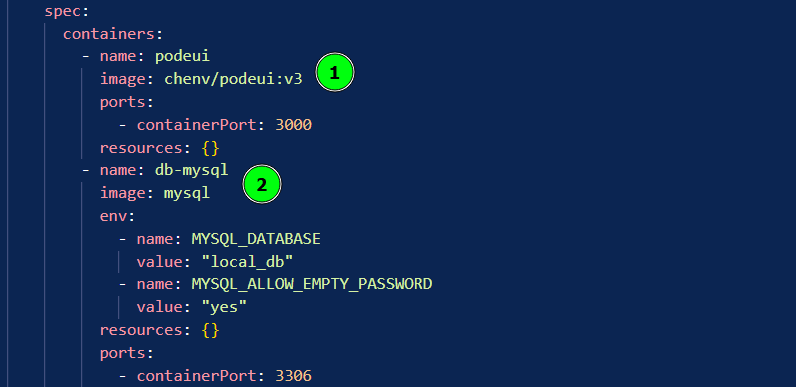 spec:
containers:
- name: podeui
image: chenv/podeui:v3
1
ports:
- containerPort: 3000
resources: {}
- name: db-mysql
2
image: mysql
env:
- name: MYSQL_DATABASE
value: "local_db"
- name: MYSQL_ALLOW_EMPTY_PASSWORD
value: "yes"
resources: {}
ports:
- containerPort: 3306